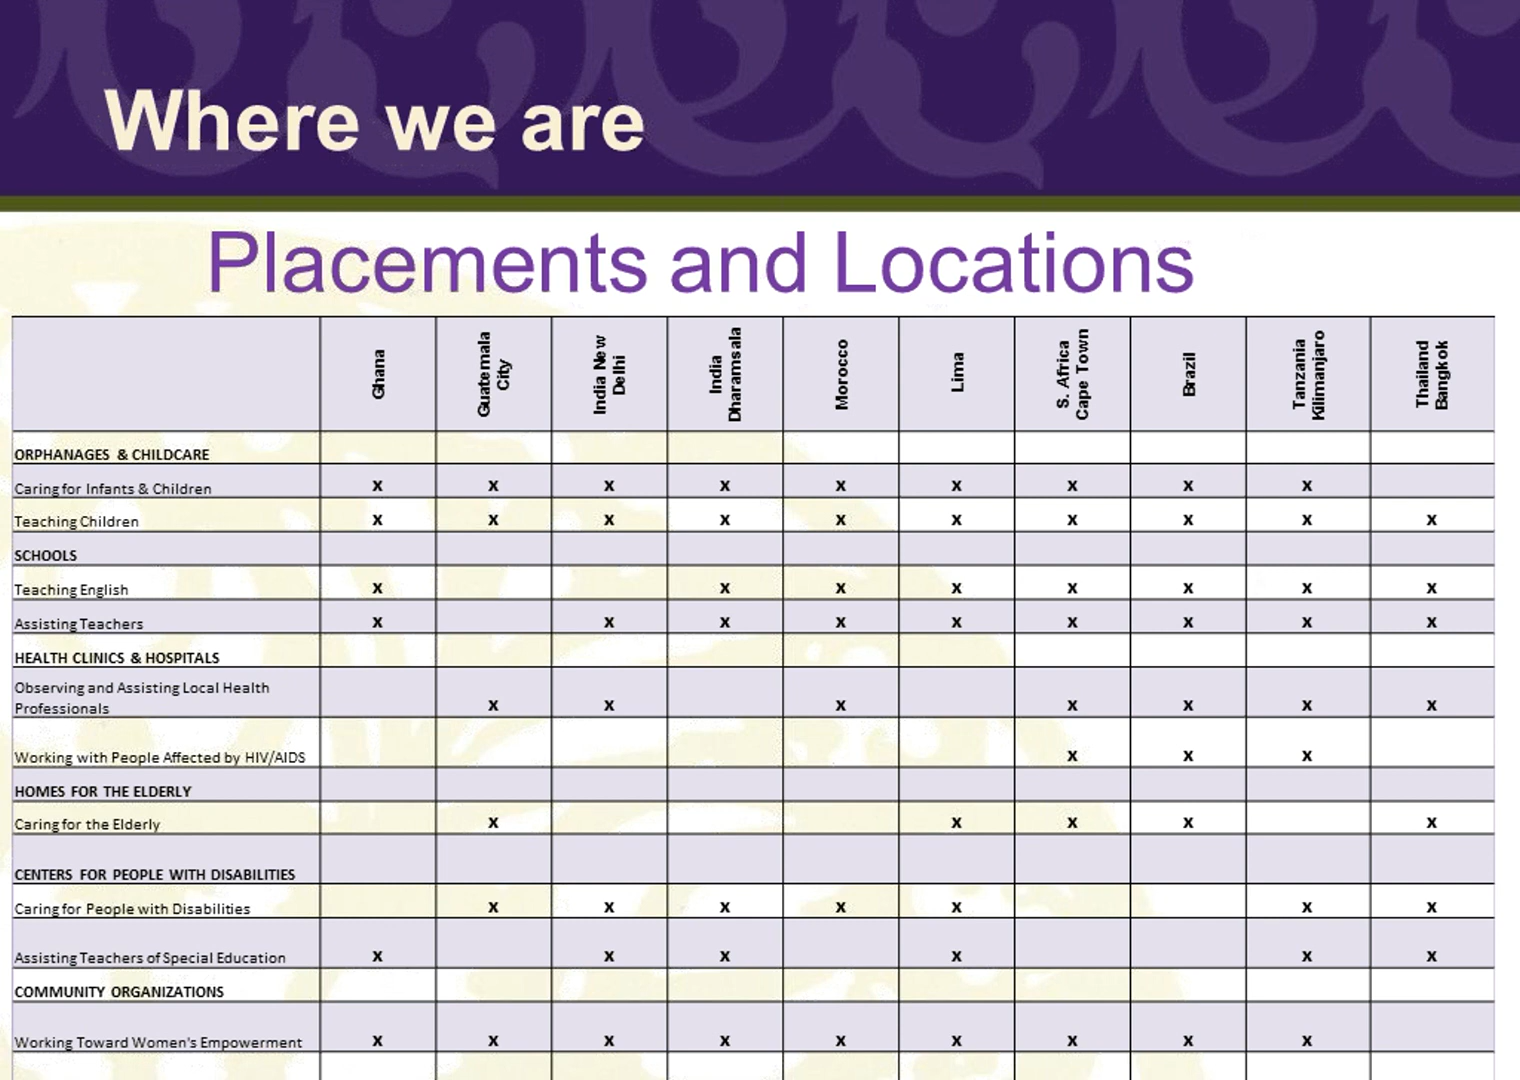 Where we are
Placements and Locations
Ghana
Guatemala
City
India New
Delhi
India
Dharamsala
Morocco
Lima
S. Africa
Cape Town
Brazil
Tanzania
Kilimanjaro
Thailand
Bangkok
ORPHANAGES & CHILDCARE
Caring for Infants & Children x x x x x x x x x
Teaching Children x x x x x x x x x x
SCHOOLS
Teaching English x x x x x x x x
Assisting Teachers x x x x x x x x x
HEALTH CLINICS & HOSPITALS
Observing and Assisting Local Health
Professionals x x x x x x x
Working with People Affected by HIV/AIDS x x x
HOMES FOR THE ELDERLY
Caring for the Elderly x x x x x
CENTERS FOR PEOPLE WITH DISABILITIES
Caring for People with Disabilities x x x x x x x
Assisting Teachers of Special Education x x x x x x
COMMUNITY ORGANIZATIONS
Working Toward Women's Empowerment x x x x x x x x x